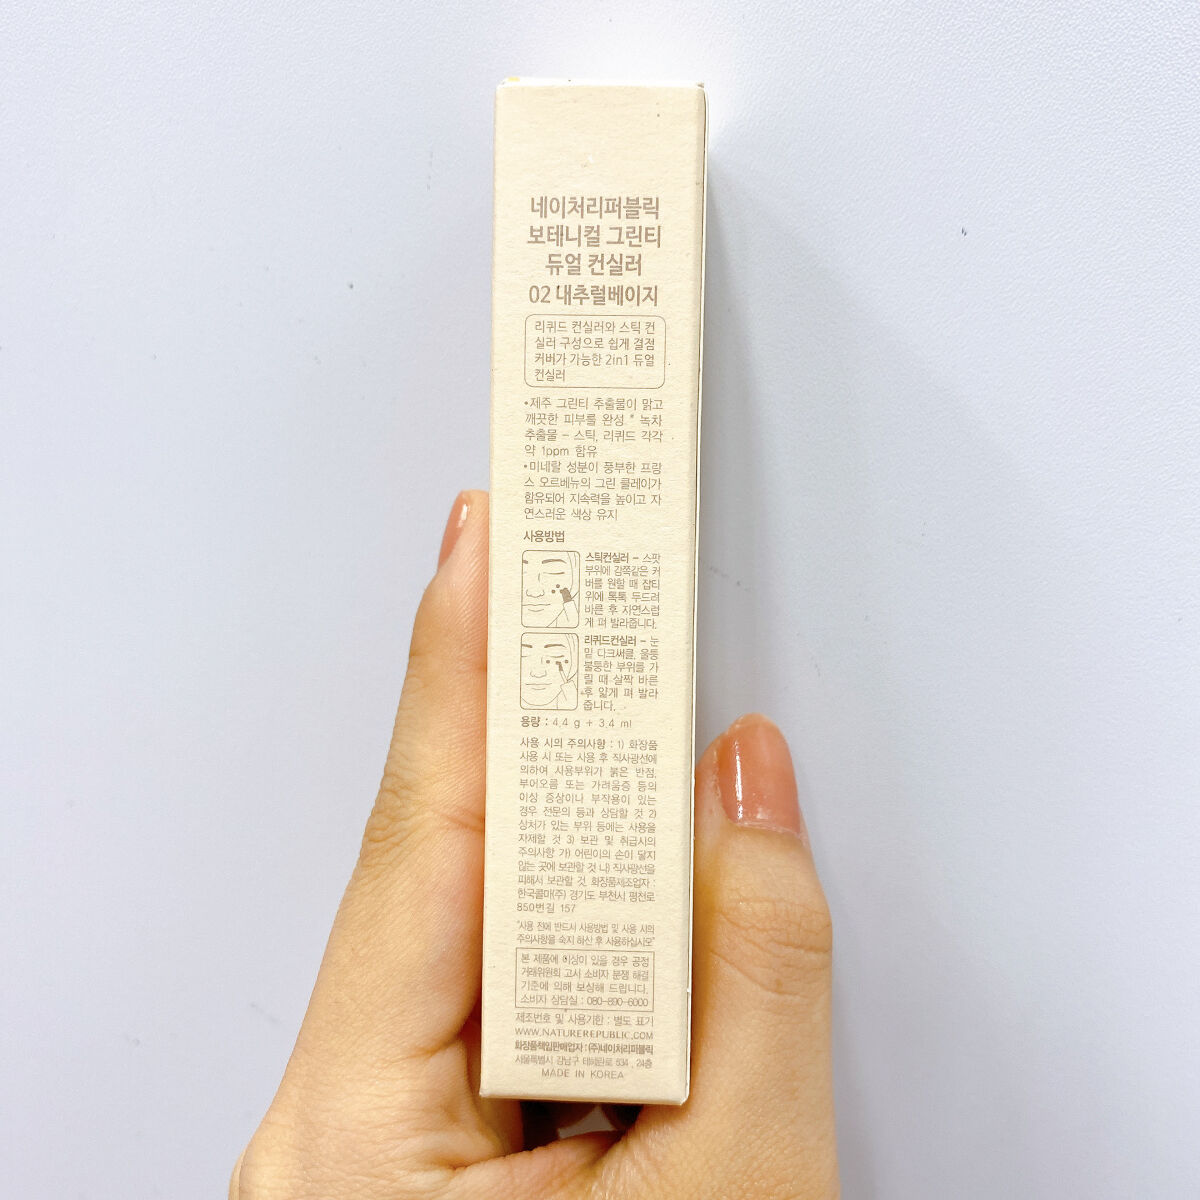 네이처리퍼블릭
보테니컬 그린티
듀얼 컨실러
02 내추럴베이지
리퀴드 컨실러와 스틱 컨
실러 구성으로 쉽게 결점
커버가 가능한 2in1 듀얼
컨실러
•제주 그린티 추출물이 맑고
깨끗한 피부를 완성 * 녹차
추출물 – 스틱, 리퀴드 각각
약 1ppm 함유
•미네랄 성분이 풍부한 프랑
스 오르베뉴의 그린 클레이가
함유되어 지속력을 높이고 자
연스러운 색상 유지
사용방법
스틱컨실러 – 스팟
부위에 감쪽같은 커
버를 원할 때 잡티
위에 톡톡 두드려
바른 후 자연스럽
게 펴 발라줍니다.
리퀴드컨실러 – 눈
밑 다크써클, 울퉁
불퉁한 부위를 가
릴 때 살짝 바른
후 얇게 펴 발라
줍니다.
용량 : 4.4 g + 3.4 ml
사용 시의 주의사항 : 1) 화장품
사용 시 또는 사용 후 직사광선에
의하여 사용부위가 붉은 반점,
부어오름 또는 가려움증 등의
이상 증상이나 부작용이 있는
경우 전문의 등과 상담할 것 2)
상처가 있는 부위 등에는 사용을
자제할 것 3) 보관 및 취급시의
주의사항 가) 어린이의 손이 닿지
않는 곳에 보관할 것 나) 직사광선을
피해서 보관할 것 화장품제조업자 :
한국콜마(주) 경기도 부천시 평천로
850번길 157
"사용 전에 반드시 사용방법 및 사용 시의
주의사항을 숙지 하신 후 사용하십시오"
본 제품에 이상이 있을 경우 공정
거래위원회 고시 소비자 분쟁 해결
기준에 의해 보상해 드립니다.
소비자 상담실 : 080-890-6000
제조번호 및 사용기한 : 별도 표기
WWW.NATUREREPUBLIC.COM
화장품책임판매업자 : (주)네이처리퍼블릭
서울특별시 강남구 테헤란로 534 , 24층
MADE IN KOREA